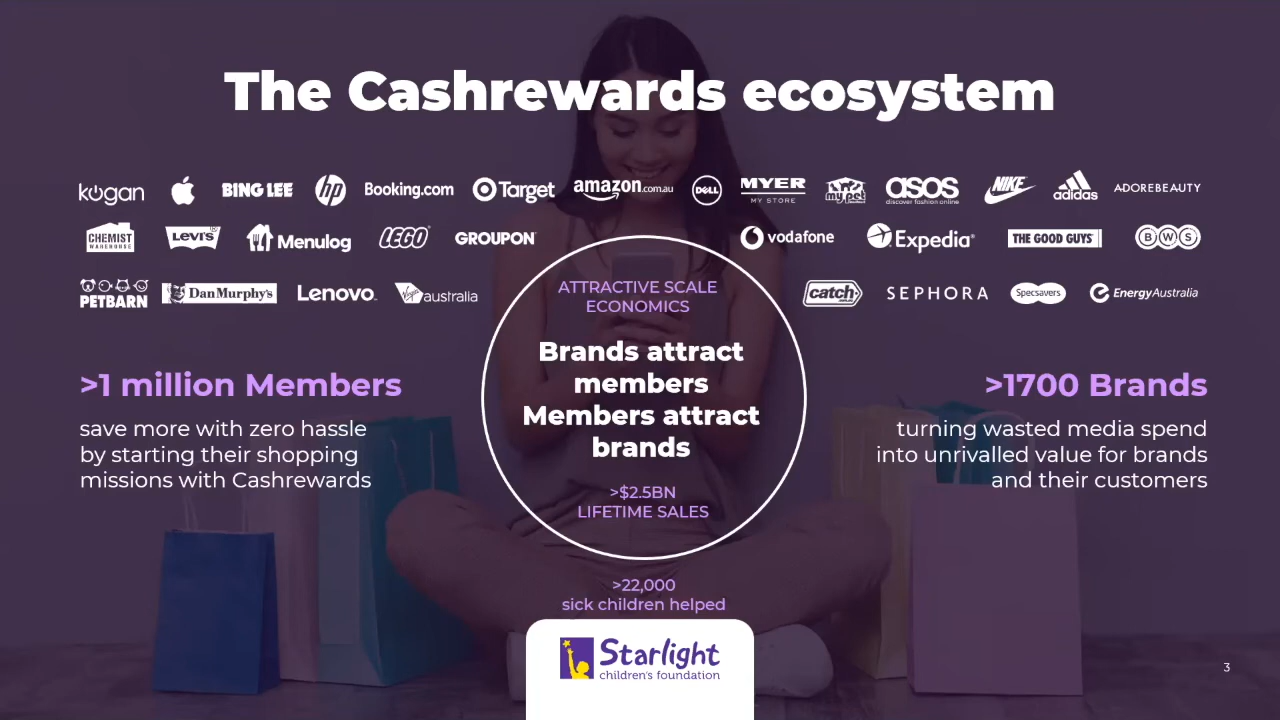 The Cashrewards ecosystem
kogan BING LEE hp Booking.com Target amazon.com.au DELL MYER MY STORE my pet asos discover fashion online NIKE adidas ADOREBEAUTY
CHEMIST WAREHOUSE LEVI'S Menulog LEGO GROUPON vodafone Expedia THE GOOD GUYS BWS
PETBARN Dan Murphy's Lenovo Virgin australia catch SEPHORA Specsavers EnergyAustralia
ATTRACTIVE SCALE
ECONOMICS
Brands attract
members
Members attract
brands
>$2.5BN
LIFETIME SALES
>1 million Members
save more with zero hassle
by starting their shopping
missions with Cashrewards
>1700 Brands
turning wasted media spend
into unrivalled value for brands
and their customers
>22,000
sick children helped
Starlight
children's foundation
3